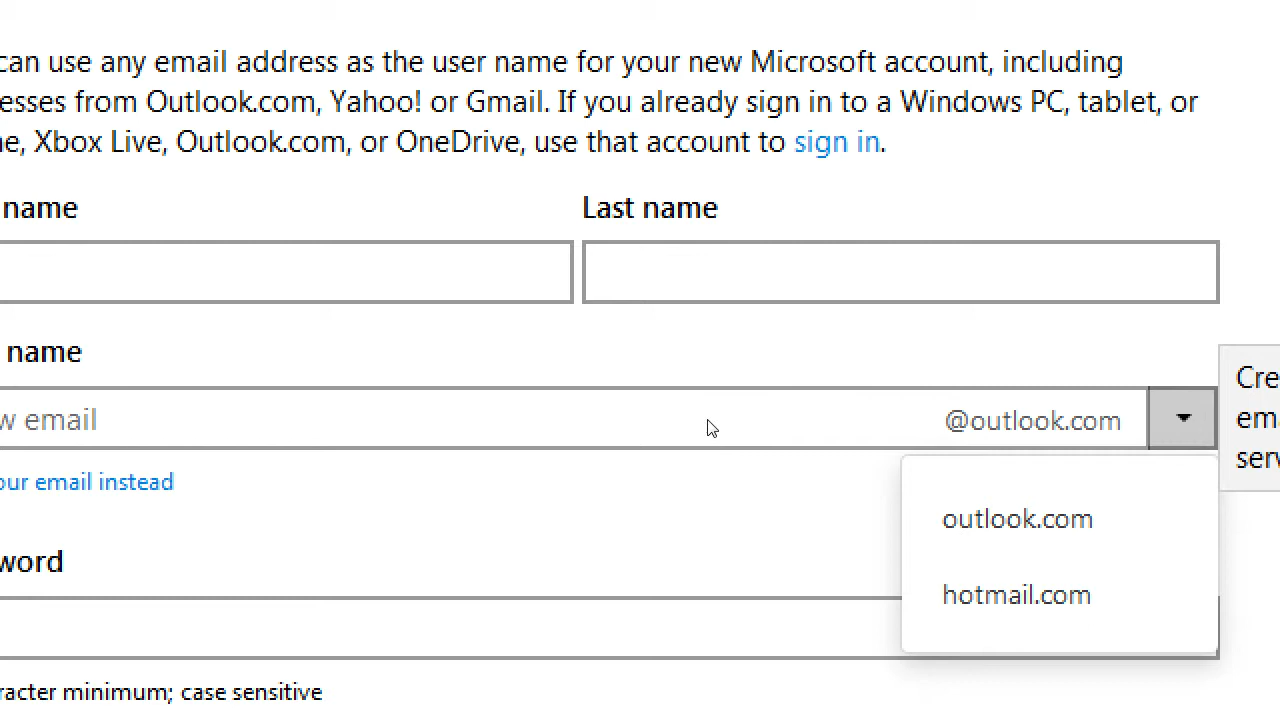 can use any email address as the user name for your new Microsoft account, including
esses from Outlook.com, Yahoo! or Gmail. If you already sign in to a Windows PC, tablet, or
e, Xbox Live, Outlook.com, or OneDrive, use that account to sign in.
name Last name
name
w email @outlook.com
our email instead
outlook.com
hotmail.com
word
racter minimum; case sensitive
Cre
ema
serv